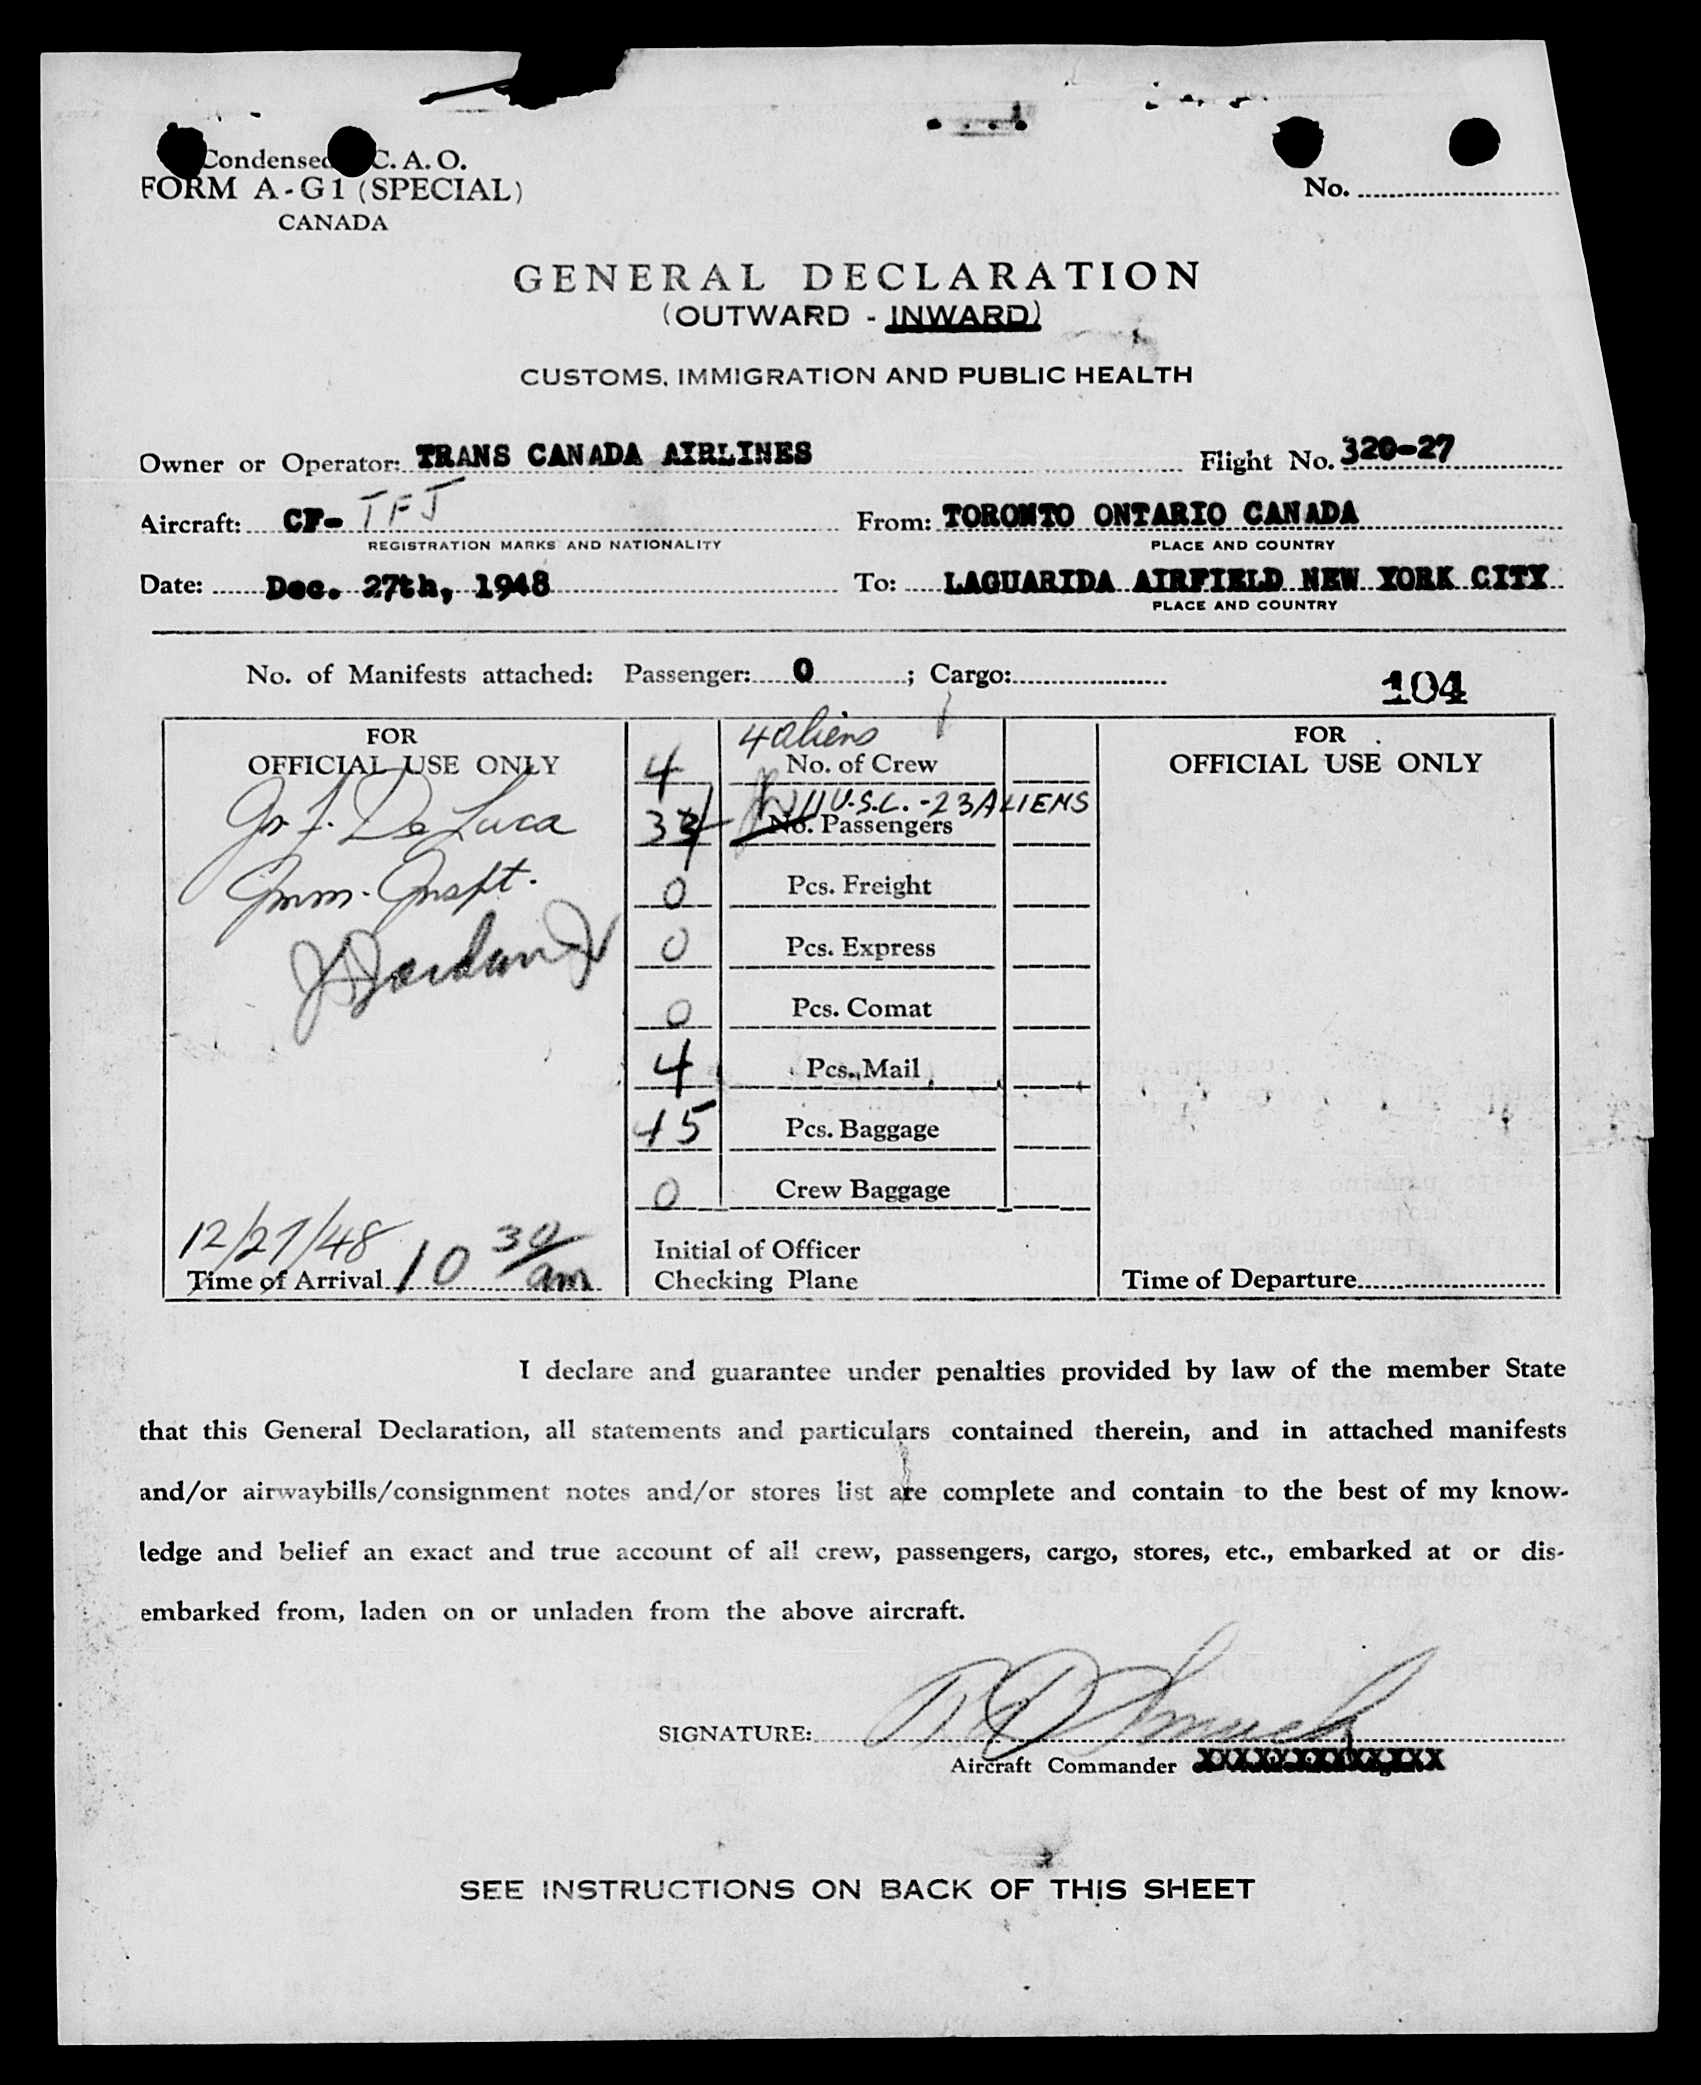 Condensed C. A. O.
FORM A-G1 (SPECIAL)
CANADA
No.
GENERAL DECLARATION
(OUTWARD - INWARD)
CUSTOMS, IMMIGRATION AND PUBLIC HEALTH
Owner or Operator: TRANS CANADA AIRLINES Flight No. 320-27
Aircraft: CF- TFJ From: TORONTO ONTARIO CANADA
REGISTRATION MARKS AND NATIONALITY PLACE AND COUNTRY
Date: Dec. 27th, 1948 To: LAGUARIDA AIRFIELD NEW YORK CITY
PLACE AND COUNTRY
No. of Manifests attached: Passenger: 0 ; Cargo:
104
FOR
OFFICIAL USE ONLY
De Luca
Imm. Inspt.
J Jordan
12/27/48
Time of Arrival 10 30 am
4 aliens
4 No. of Crew
11 U.S.C. - 23 ALIENS
34 No. Passengers
0 Pcs. Freight
0 Pcs. Express
0 Pcs. Comat
4 Pcs. Mail
45 Pcs. Baggage
0 Crew Baggage
Initial of Officer
Checking Plane
FOR
OFFICIAL USE ONLY
Time of Departure
I declare and guarantee under penalties provided by law of the member State
that this General Declaration, all statements and particulars contained therein, and in attached manifests
and/or airwaybills/consignment notes and/or stores list are complete and contain to the best of my know-
ledge and belief an exact and true account of all crew, passengers, cargo, stores, etc., embarked at or dis-
embarked from, laden on or unladen from the above aircraft.
SIGNATURE:
Aircraft Commander XXXXXXXXXXXXX
SEE INSTRUCTIONS ON BACK OF THIS SHEET